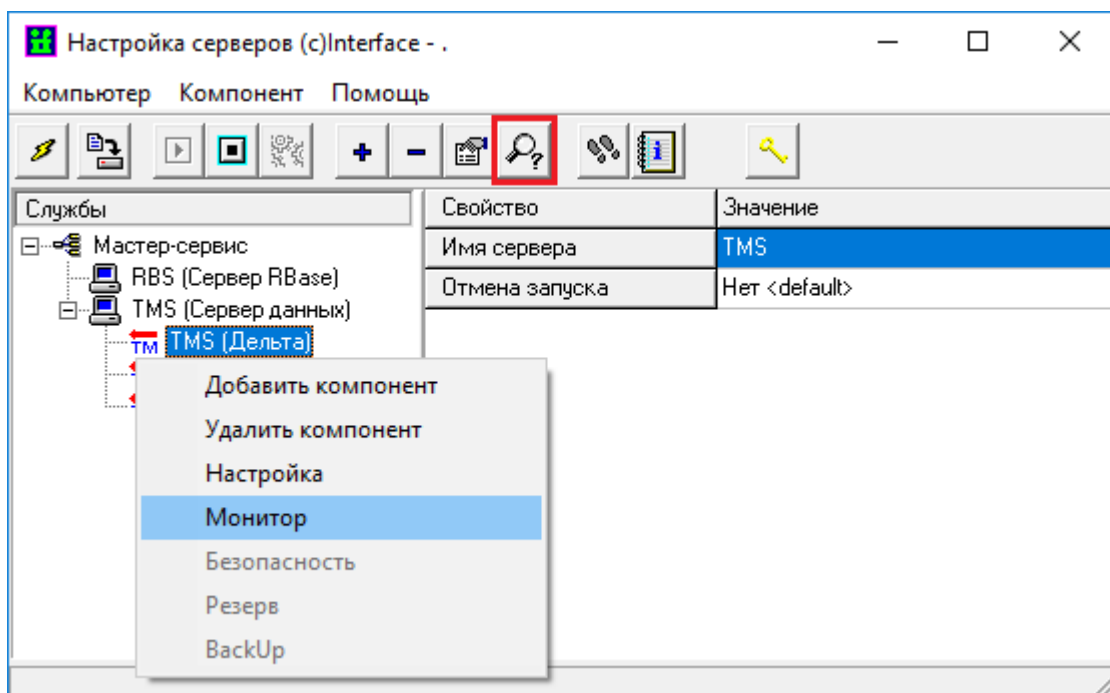 Настройка серверов (c)Interface - .
Компьютер Компонент Помощь
Службы
Свойство Значение
Мастер-сервис
Имя сервера TMS
RBS (Сервер RBase)
Отмена запуска Нет <default>
TMS (Сервер данных)
TM TMS (Дельта)
Добавить компонент
Удалить компонент
Настройка
Монитор
Безопасность
Резерв
BackUp